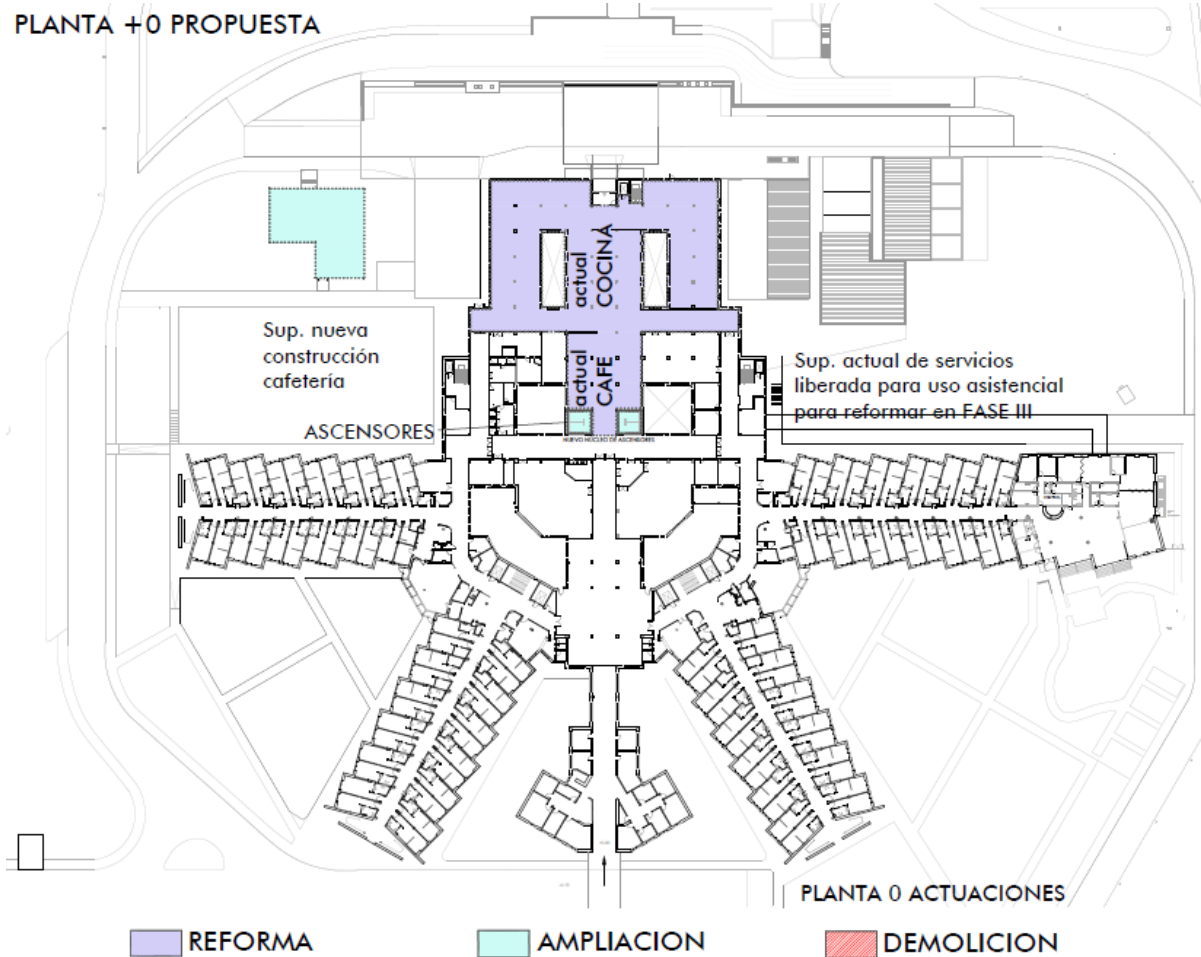 PLANTA +0 PROPUESTA
actual
COCINA
actual
CAFE
Sup. nueva
construcción
cafetería
Sup. actual de servicios
liberada para uso asistencial
para reformar en FASE III
ASCENSORES
NUEVO NÚCLEO DE ASCENSORES
PLANTA 0 ACTUACIONES
REFORMA
AMPLIACION
DEMOLICION